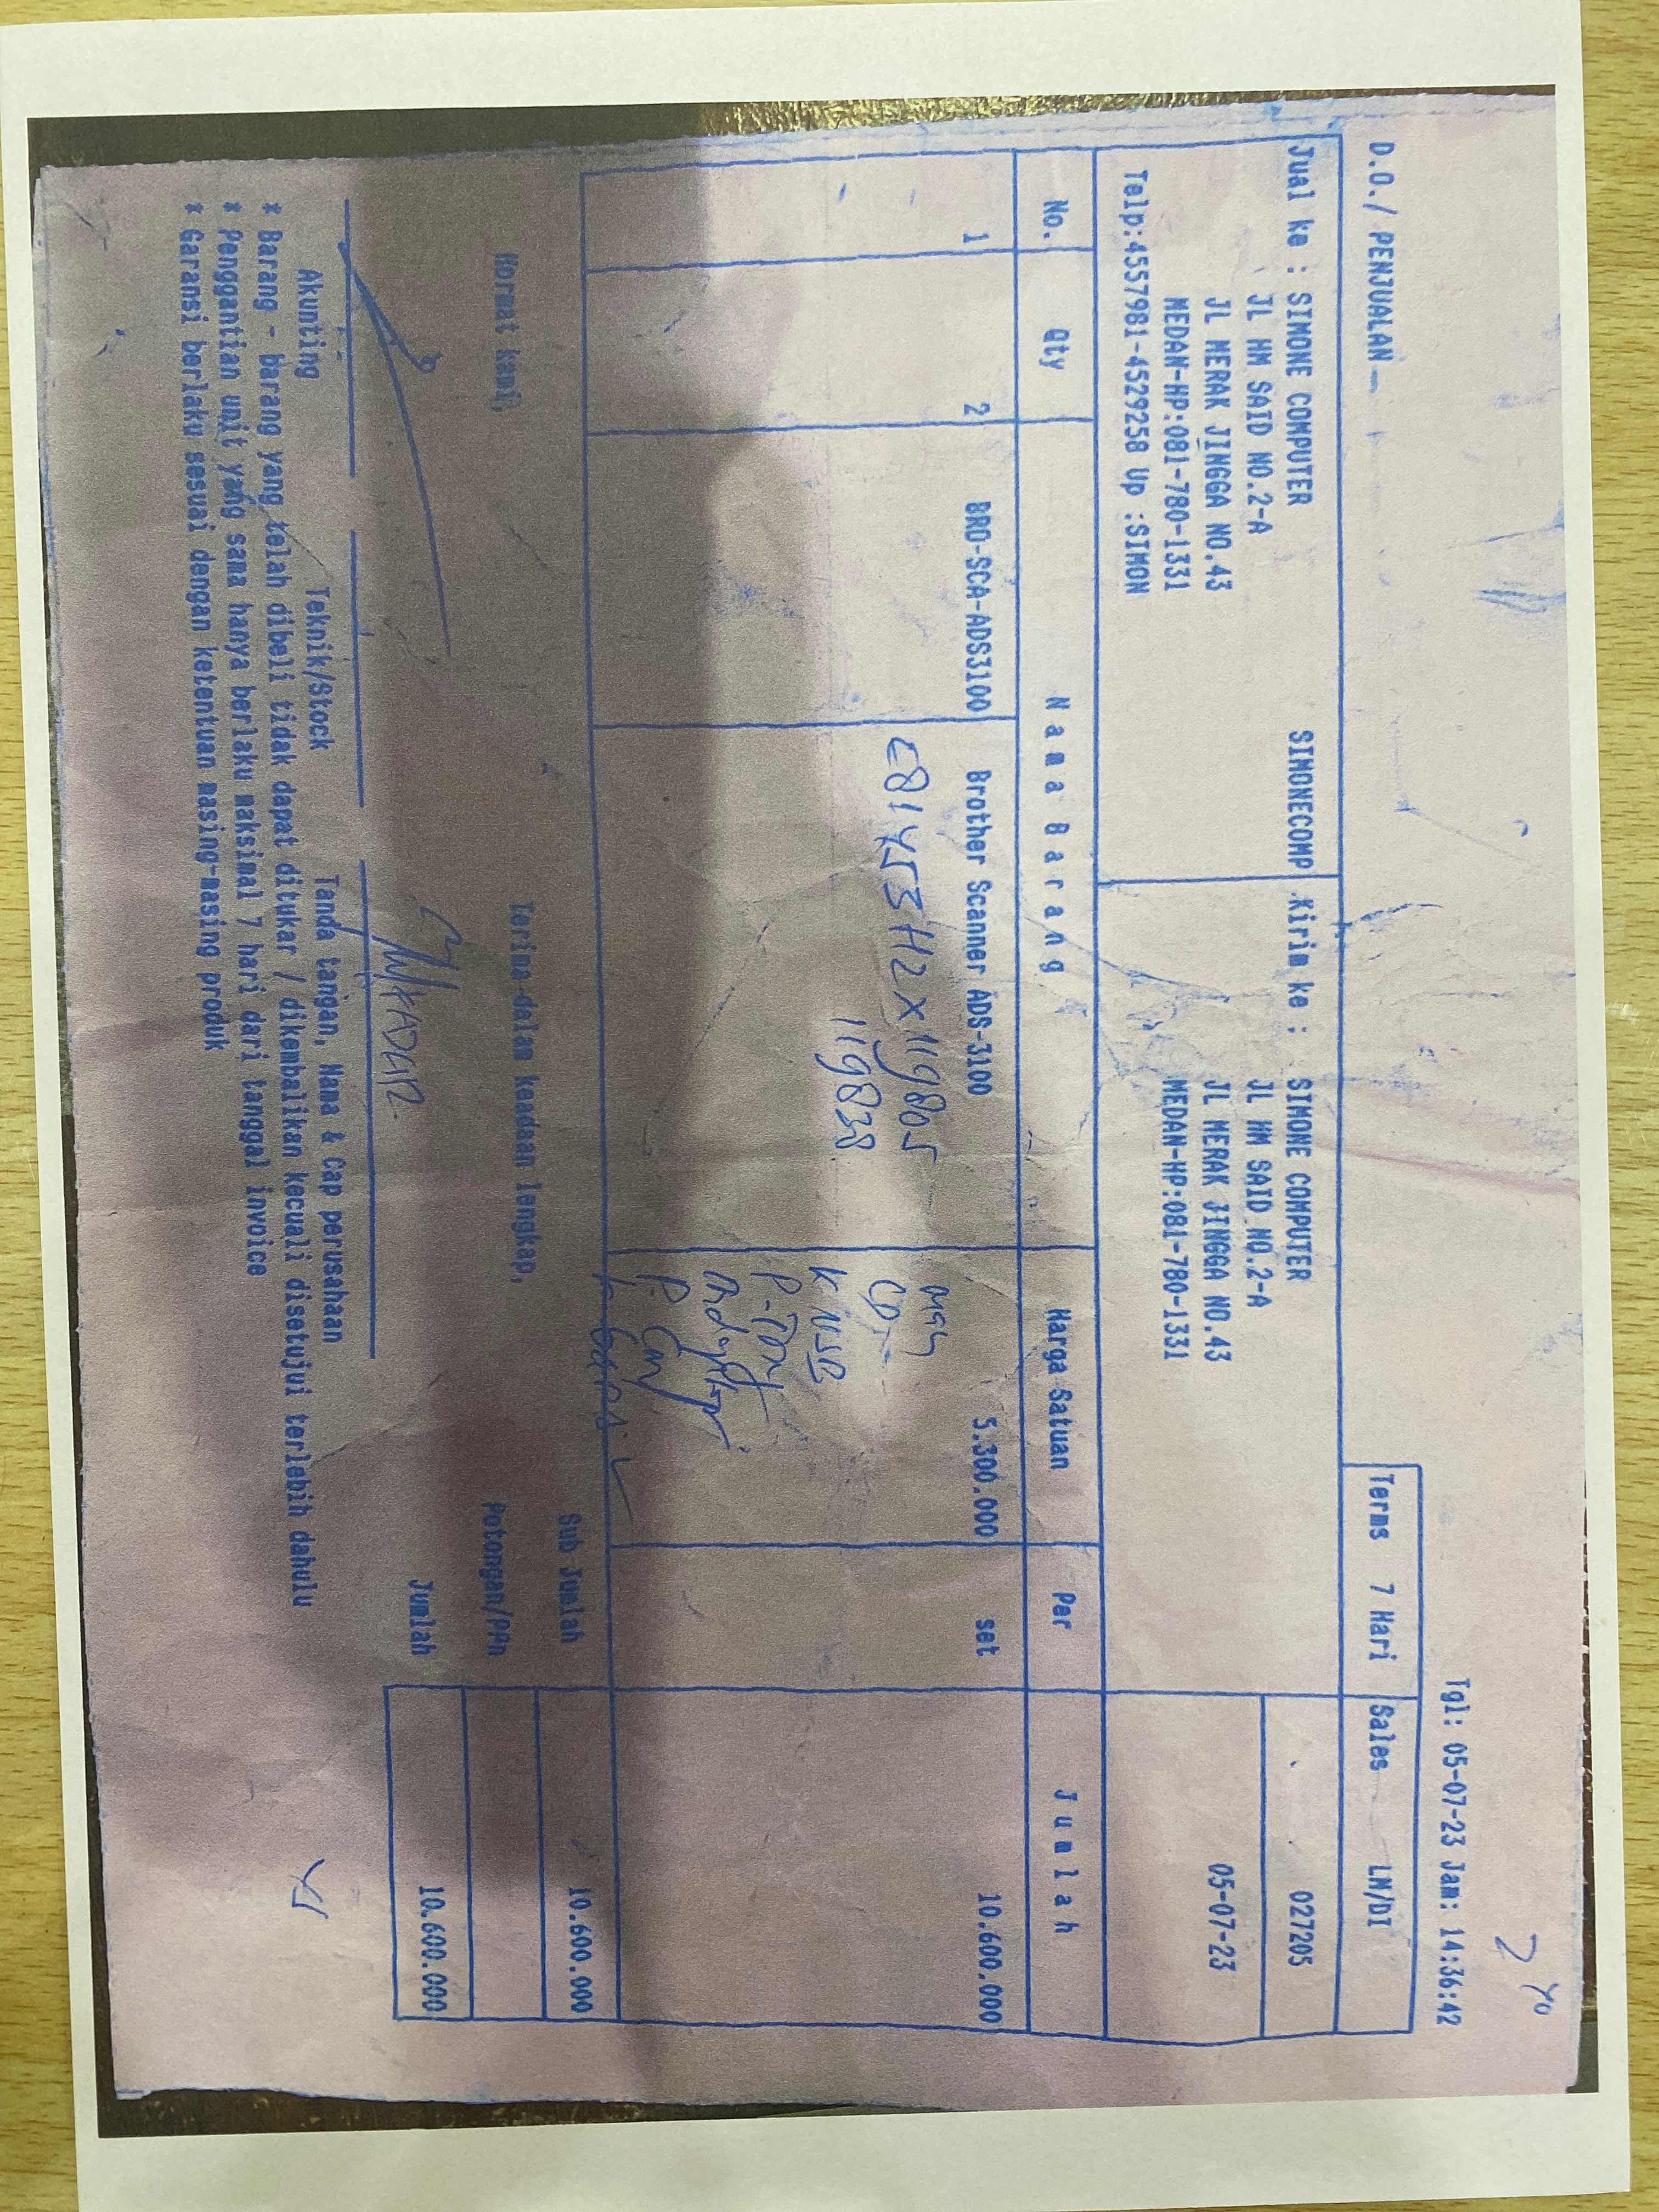 Tgl: 05-07-23 Jam: 14:36:42
D.O./ PENJUALAN
Terms 7 Hari Sales LM/DI
Jual ke : SIMONE COMPUTER SIMONECOMP Kirim ke : SIMONE COMPUTER 027205
JL HM SAID NO.2-A JL HM SAID NO.2-A
JL MERAK JINGGA NO.43 JL MERAK JINGGA NO.43 05-07-23
MEDAN-HP:081-780-1331 MEDAN-HP:081-780-1331
Telp:4557981-4529258 Up :SIMON
No. Qty Nama Barang Harga Satuan Per Jumlah
1 2 BRO-SCA-ADS3100 Brother Scanner ADS-3100 5.300.000 set 10.600.000
119805
CD
119838
K USB
Sub Jumlah 10.600.000
Hormat kami, Terima dalam keadaan lengkap,
Potongan/PPn
Jumlah 10.600.000
Akunting Teknik/Stock Tanda tangan, Nama & Cap perusahaan
* Barang - barang yang telah dibeli tidak dapat ditukar / dikembalikan kecuali disetujui terlebih dahulu
* Penggantian unit yang sama hanya berlaku maksimal 7 hari dari tanggal invoice
* Garansi berlaku sesuai dengan ketentuan masing-masing produk